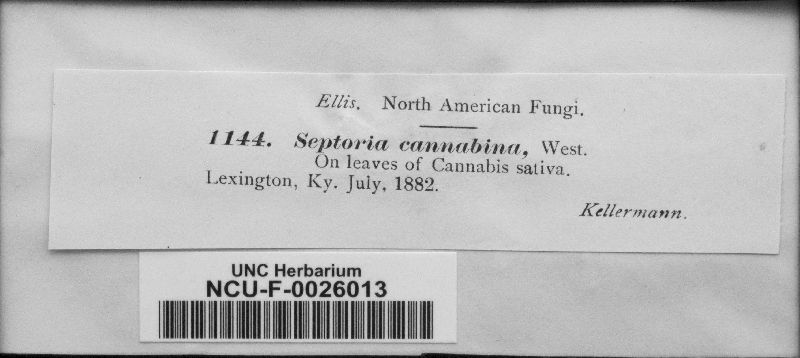 Ellis. North American Fungi.
1144. Septoria cannabina, West.
On leaves of Cannabis sativa.
Lexington, Ky. July, 1882.
Kellermann.
UNC Herbarium
NCU-F-0026013